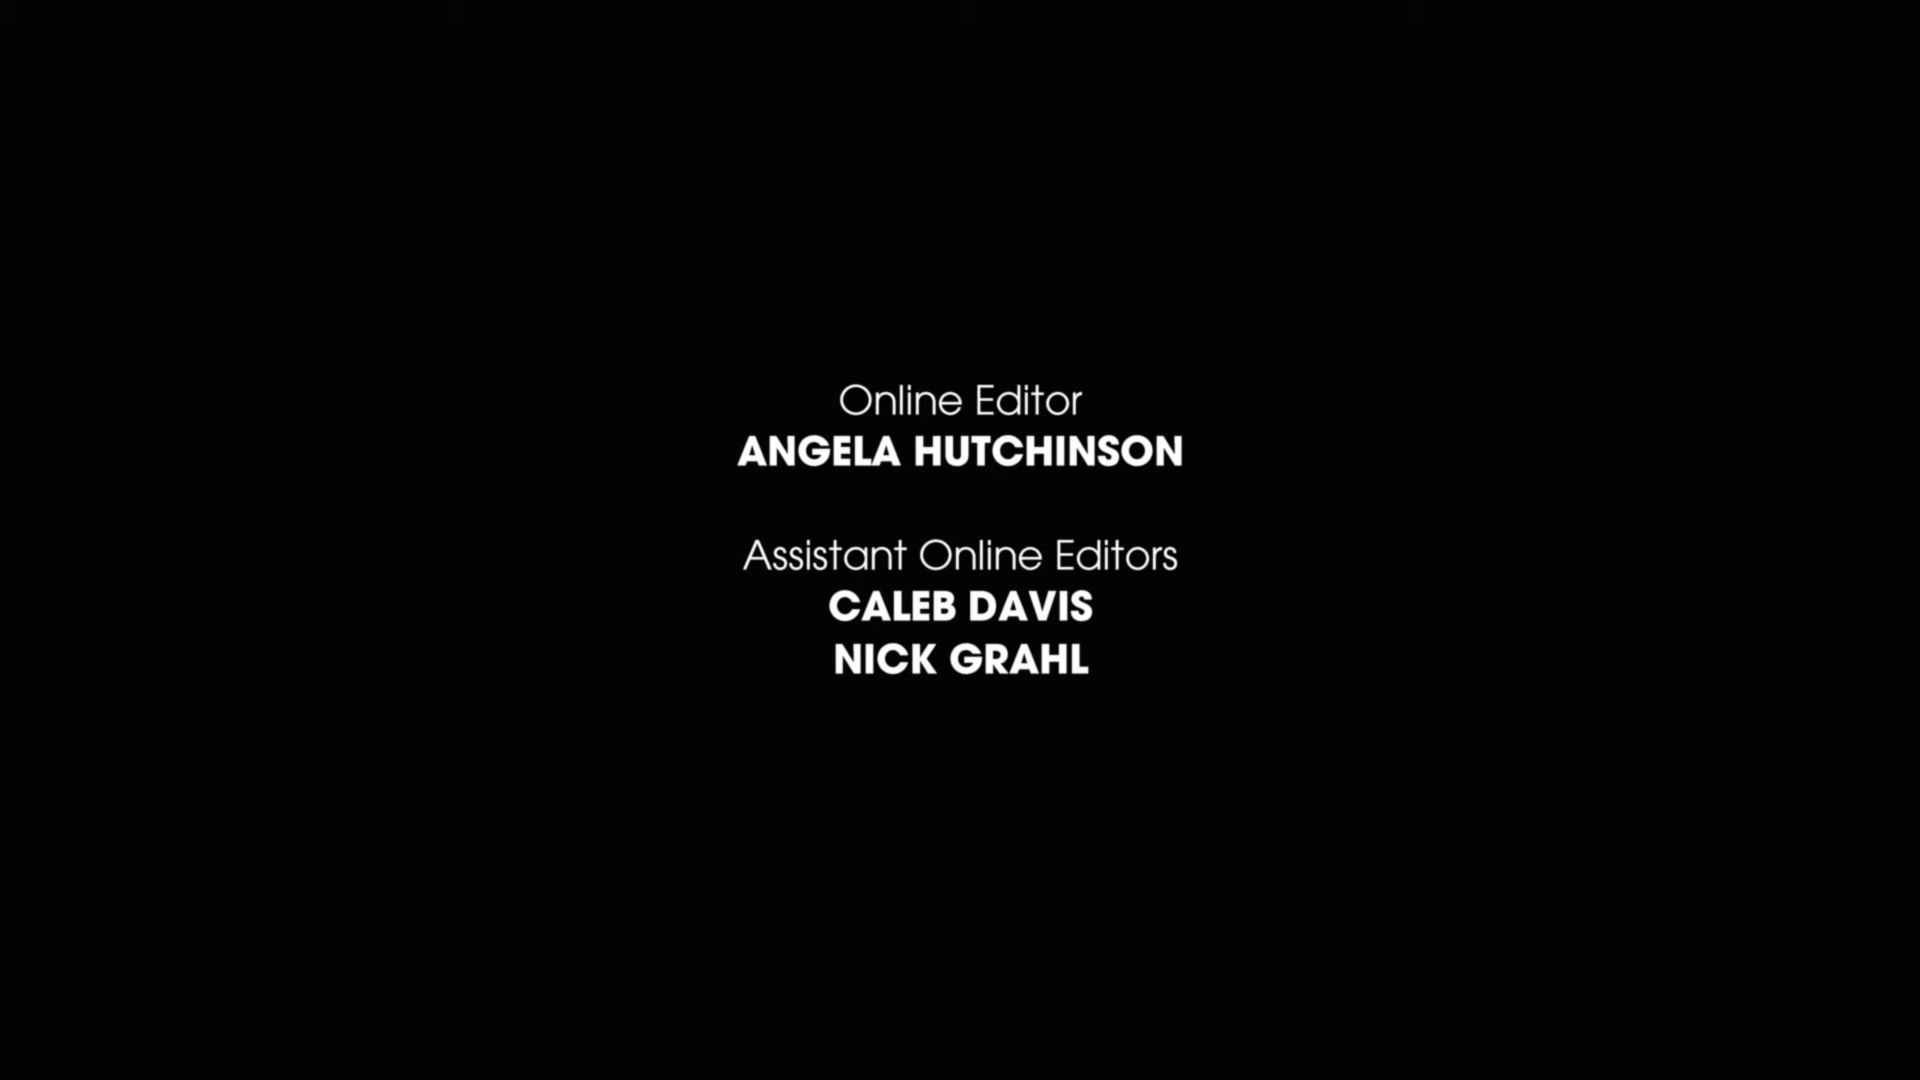 Online Editor
ANGELA HUTCHINSON
Assistant Online Editors
CALEB DAVIS
NICK GRAHL